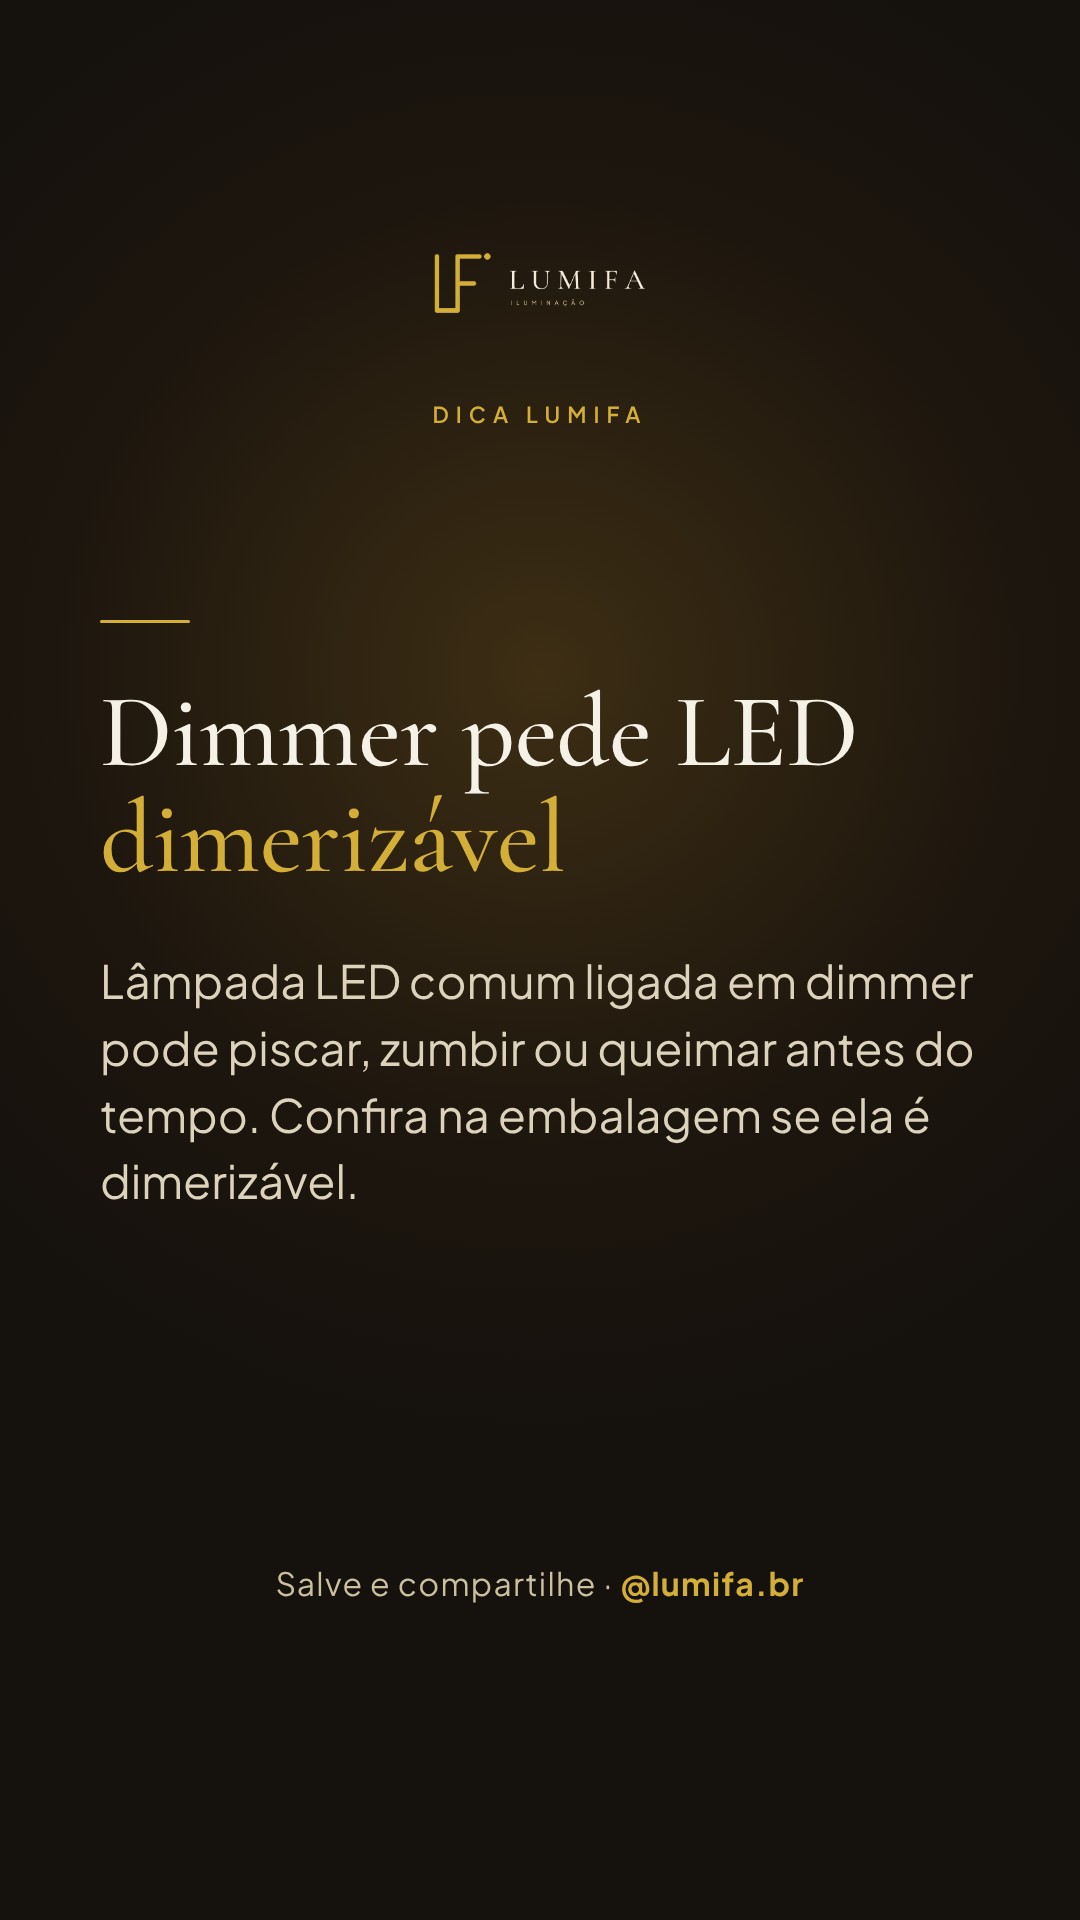 LUMIFA
ILUMINAÇÃO
DICA LUMIFA
Dimmer pede LED
dimerizável
Lâmpada LED comum ligada em dimmer
pode piscar, zumbir ou queimar antes do
tempo. Confira na embalagem se ela é
dimerizável.
Salve e compartilhe · @lumifa.br